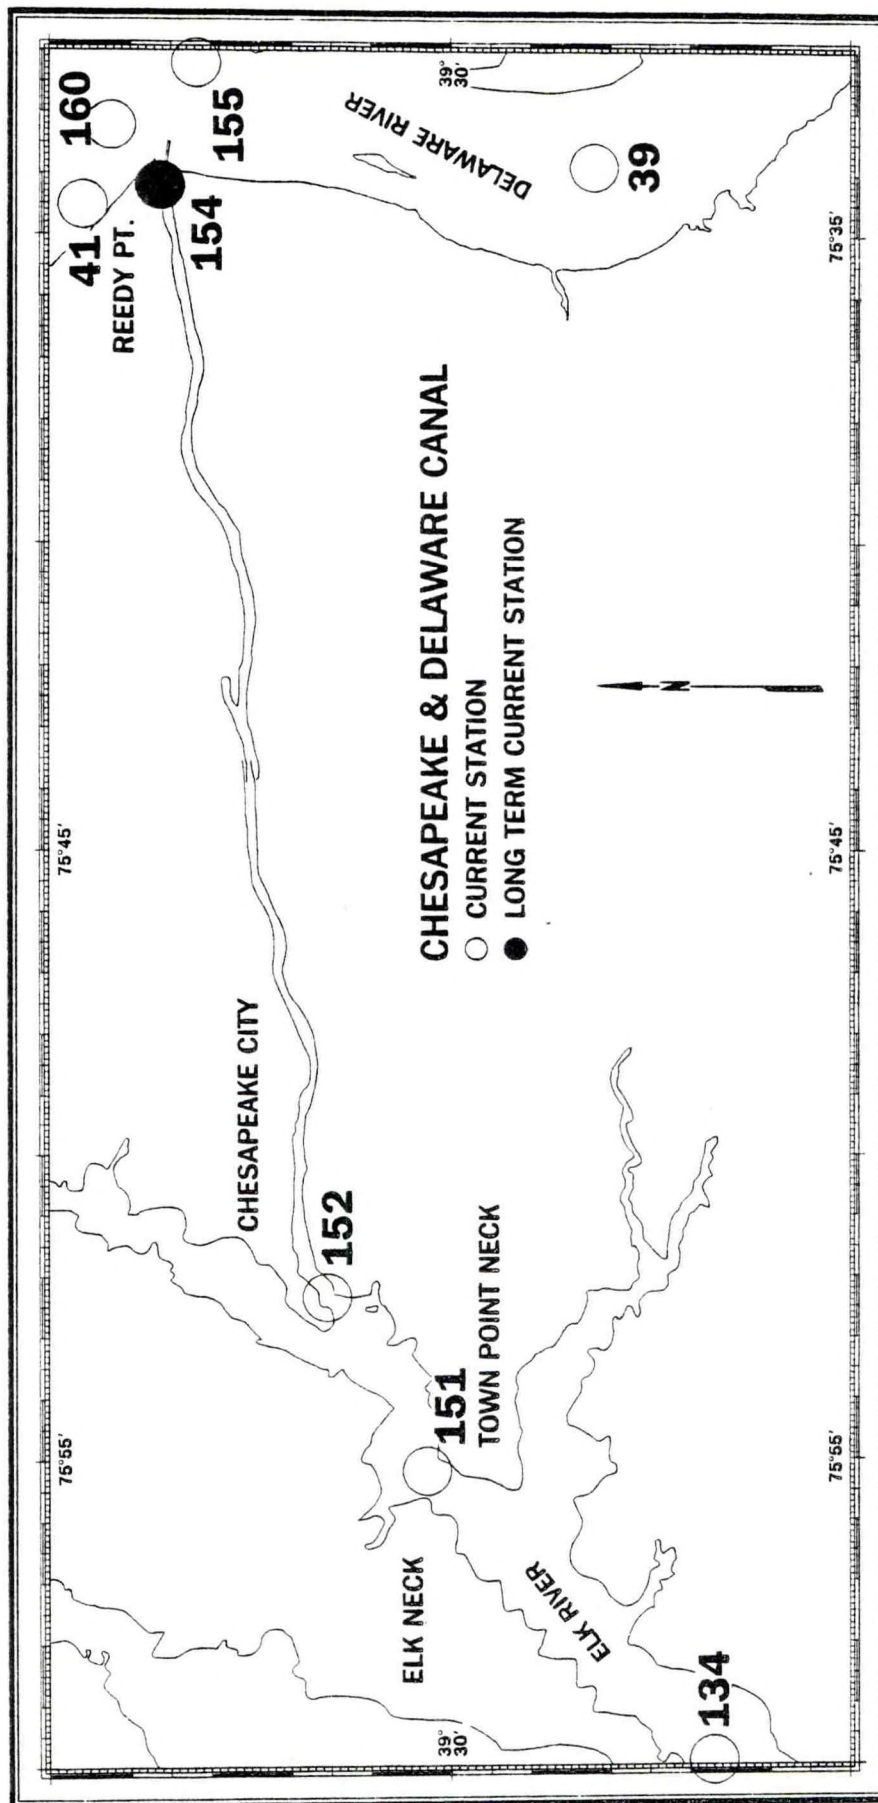 75°55'
75°45'
160
41
REEDY PT.
154
155
CHESAPEAKE CITY
152
ELK NECK
39°
30'
151
TOWN POINT NECK
CHESAPEAKE & DELAWARE CANAL
CURRENT STATION
LONG TERM CURRENT STATION
DELAWARE RIVER
39°
30'
ELK RIVER
N
39
134
75°55'
75°45'
75°35'